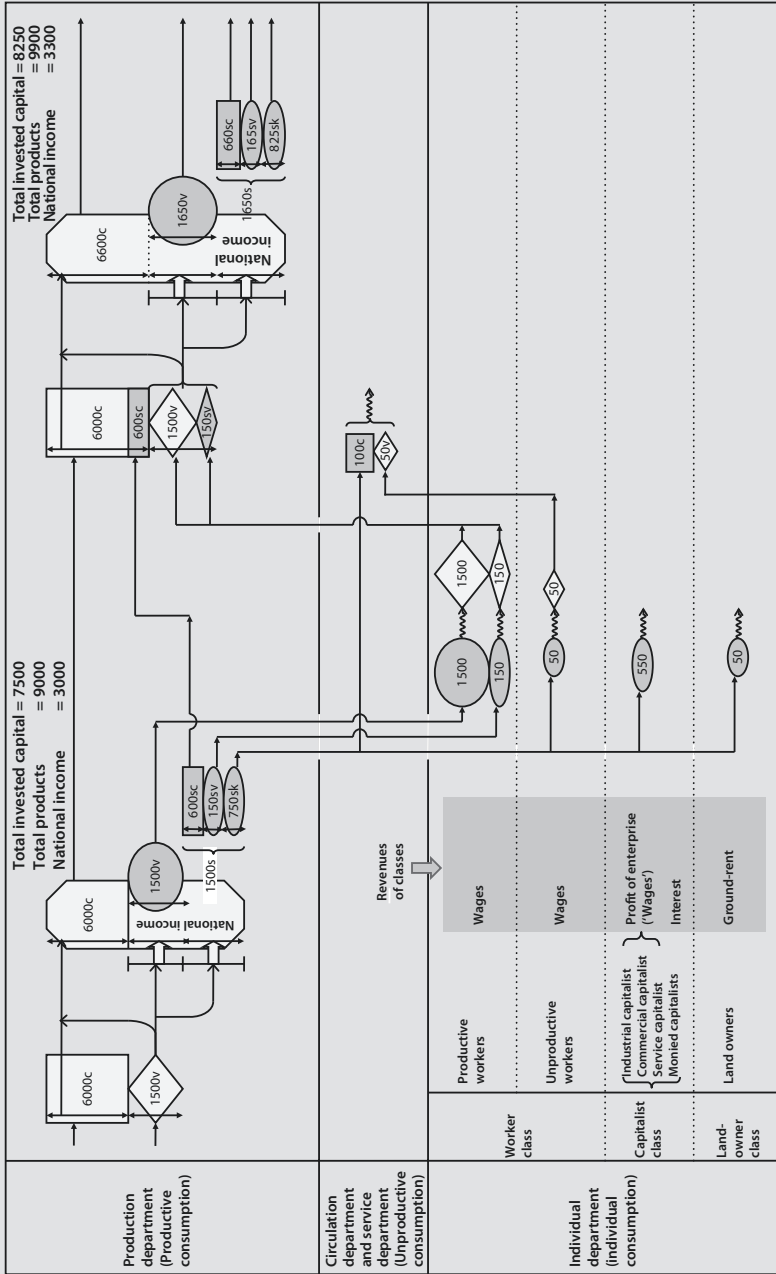 Production
department
(Productive
consumption)
6000c
1500v
6000c
National income
1500v
1500s
600sc
150sv
750sk
Total invested capital = 7500
Total products = 9000
National income = 3000
6000c
600sc
1500v
150sv
6600c
National
income
1650v
1650s
660sc
165sv
825sk
Total invested capital = 8250
Total products = 9900
National income = 3300
Circulation
department
and service
department
(Unproductive
consumption)
Revenues
of classes
100c
50v
Individual
department
(individual
consumption)
Worker
class
Productive
workers
Wages
1500
150
1500
150
Unproductive
workers
Wages
50
50
Capitalist
class
Industrial capitalist
Commercial capitalist
Service capitalist
Monied capitalists
Profit of enterprise
('Wages')
Interest
550
Land-
owner
class
Land owners
Ground-rent
50